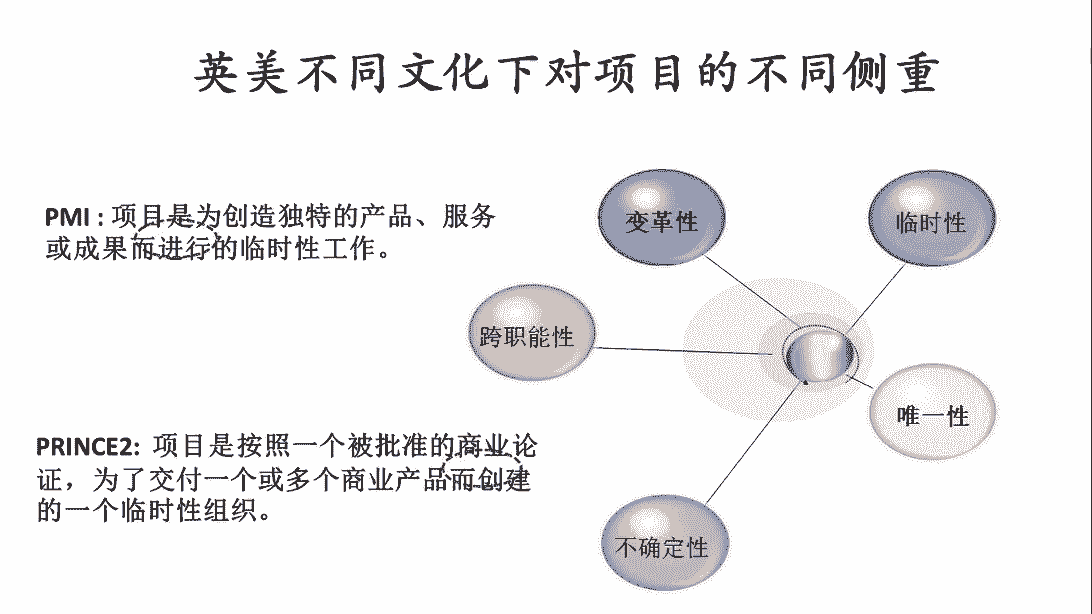 英美不同文化下对项目的不同侧重
PMI : 项目是为创造独特的产品、服务
或成果而进行的临时性工作。
PRINCE2: 项目是按照一个被批准的商业论
证，为了交付一个或多个商业产品而创建
的一个临时性组织。
变革性
临时性
跨职能性
唯一性
不确定性